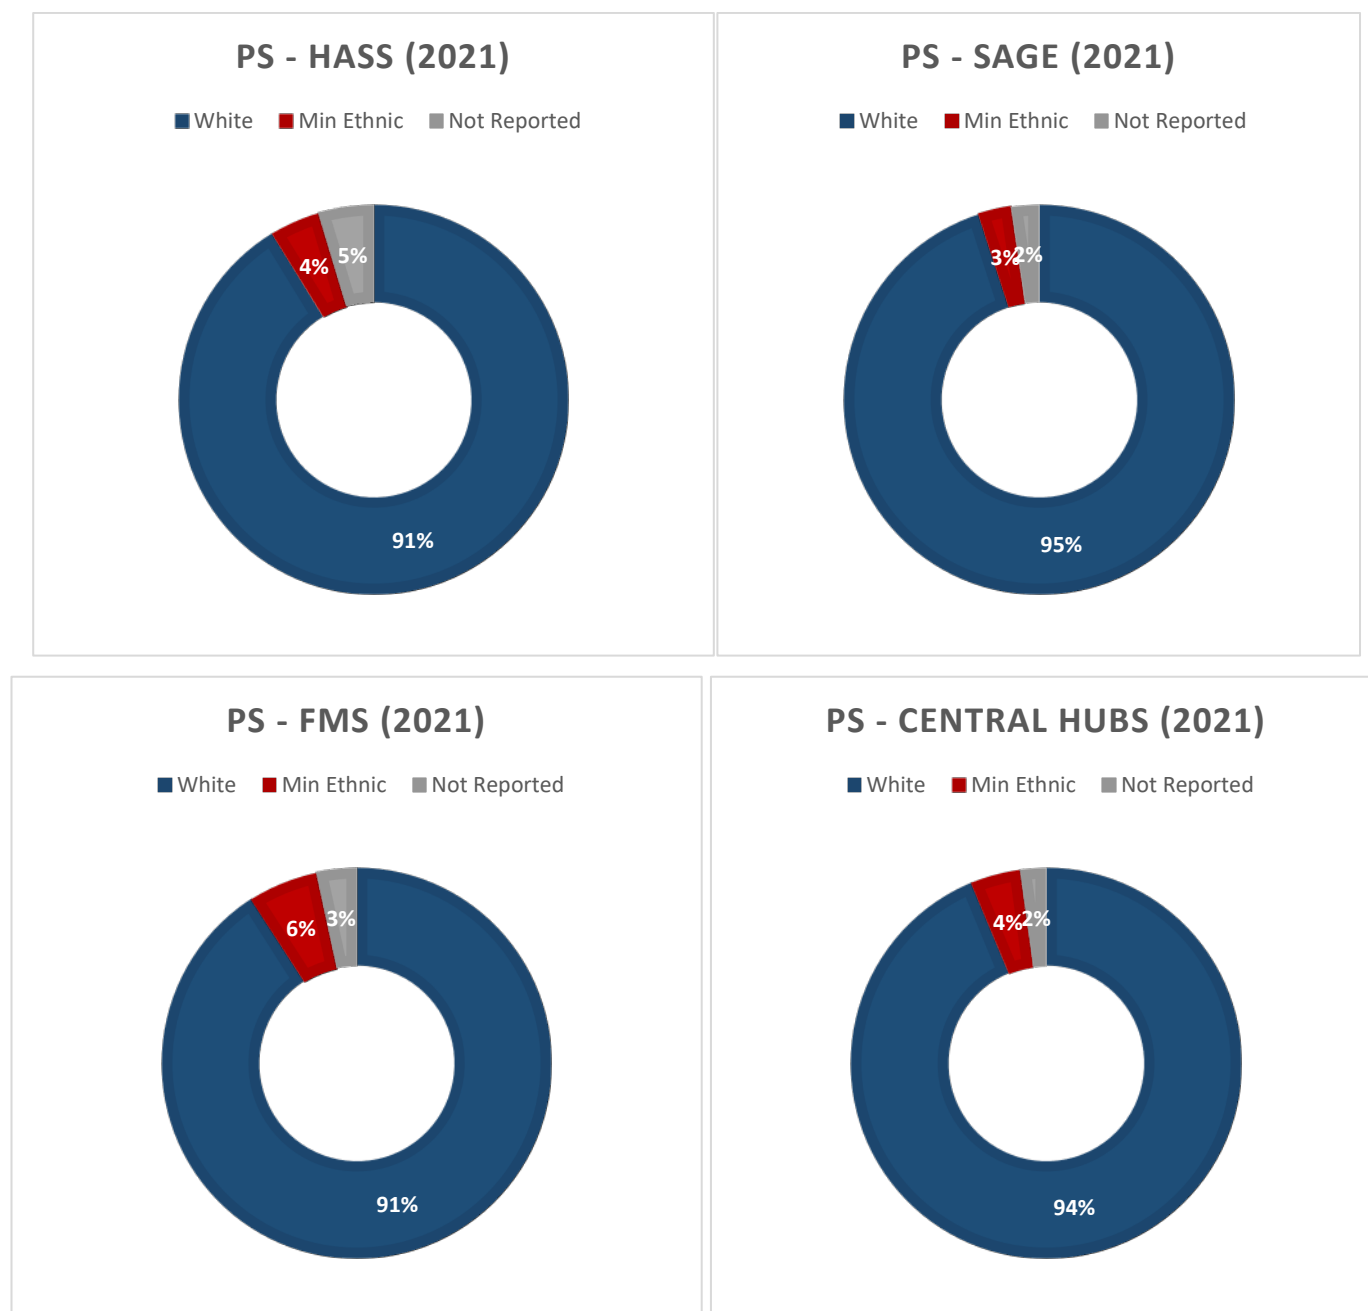 PS - HASS (2021)
White Min Ethnic Not Reported
4% 5%
91%
PS - SAGE (2021)
White Min Ethnic Not Reported
3% 2%
95%
PS - FMS (2021)
White Min Ethnic Not Reported
6% 3%
91%
PS - CENTRAL HUBS (2021)
White Min Ethnic Not Reported
4% 2%
94%